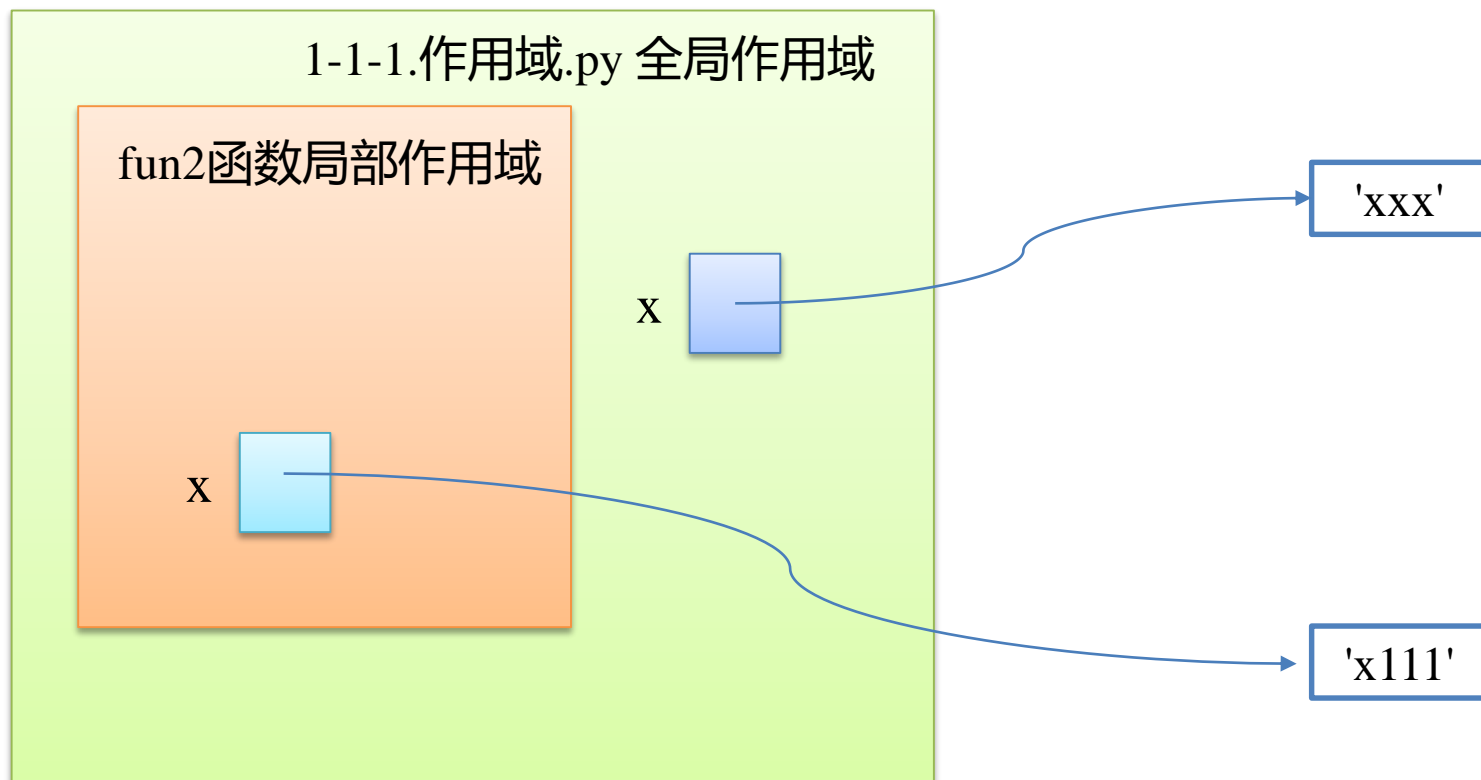 1-1-1.作用域.py 全局作用域
fun2函数局部作用域
'xxx'
x
x
'x111'